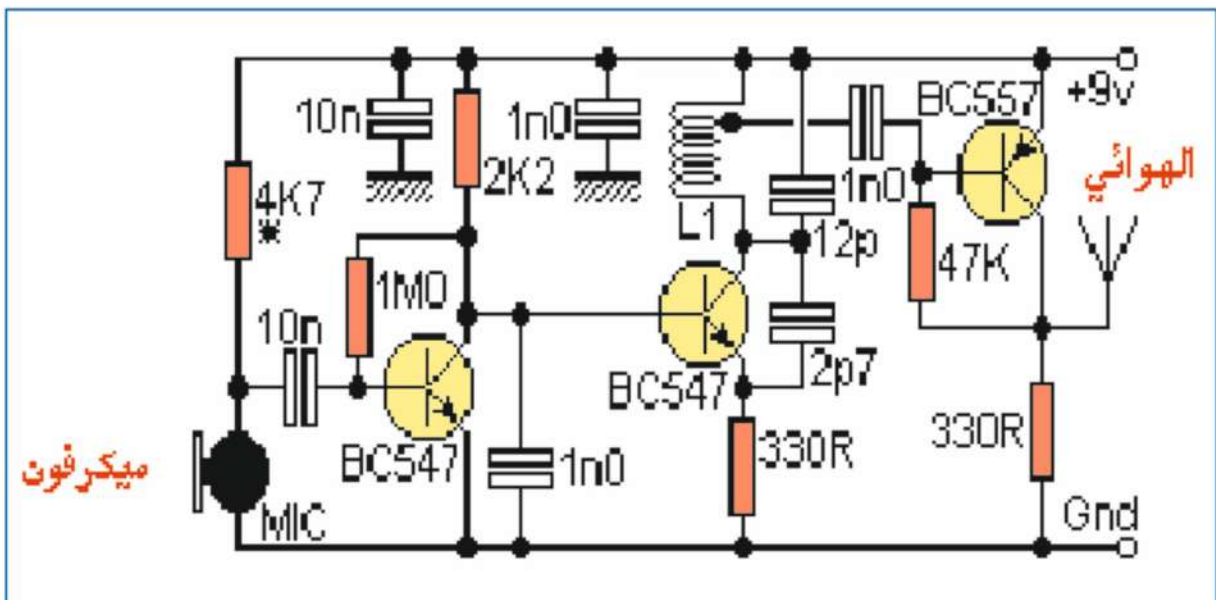 10n
1n0
BC557
+9v
الهوائي
4K7
※
2K2
L1
1n0
12p
47K
1M0
10n
2p7
BC547
BC547
330R
330R
1n0
ميكرفون
MIC
Gnd